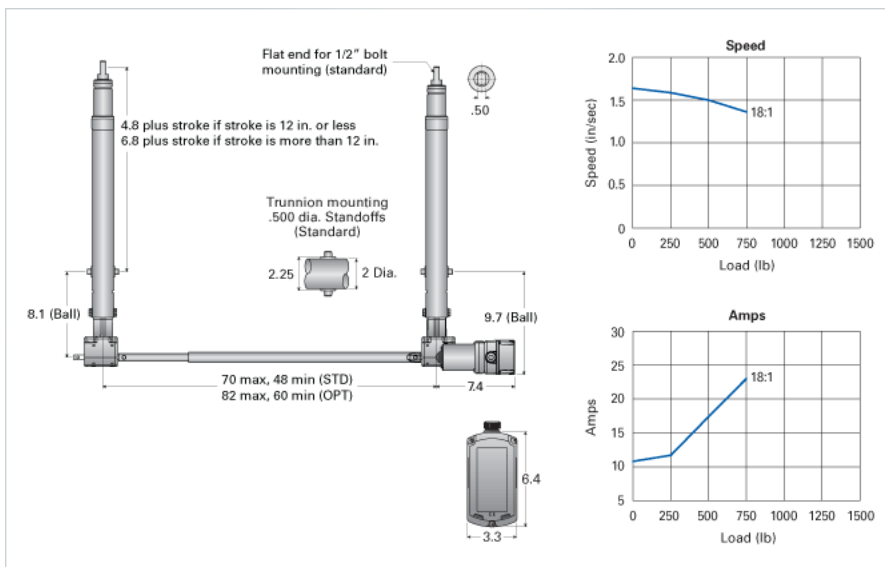 Flat end for 1/2" bolt
mounting (standard)
.50
4.8 plus stroke if stroke is 12 in. or less
6.8 plus stroke if stroke is more than 12 in.
Trunnion mounting
.500 dia. Standoffs
(Standard)
2.25
2 Dia.
8.1 (Ball)
9.7 (Ball)
70 max, 48 min (STD)
82 max, 60 min (OPT)
7.4
6.4
3.3
Speed
2.0
1.5
1.0
0.5
0
Speed (in/sec)
18:1
0 250 500 750 1000 1250 1500
Load (lb)
Amps
30
25
20
15
10
5
Amps
18:1
0 250 500 750 1000 1250 1500
Load (lb)